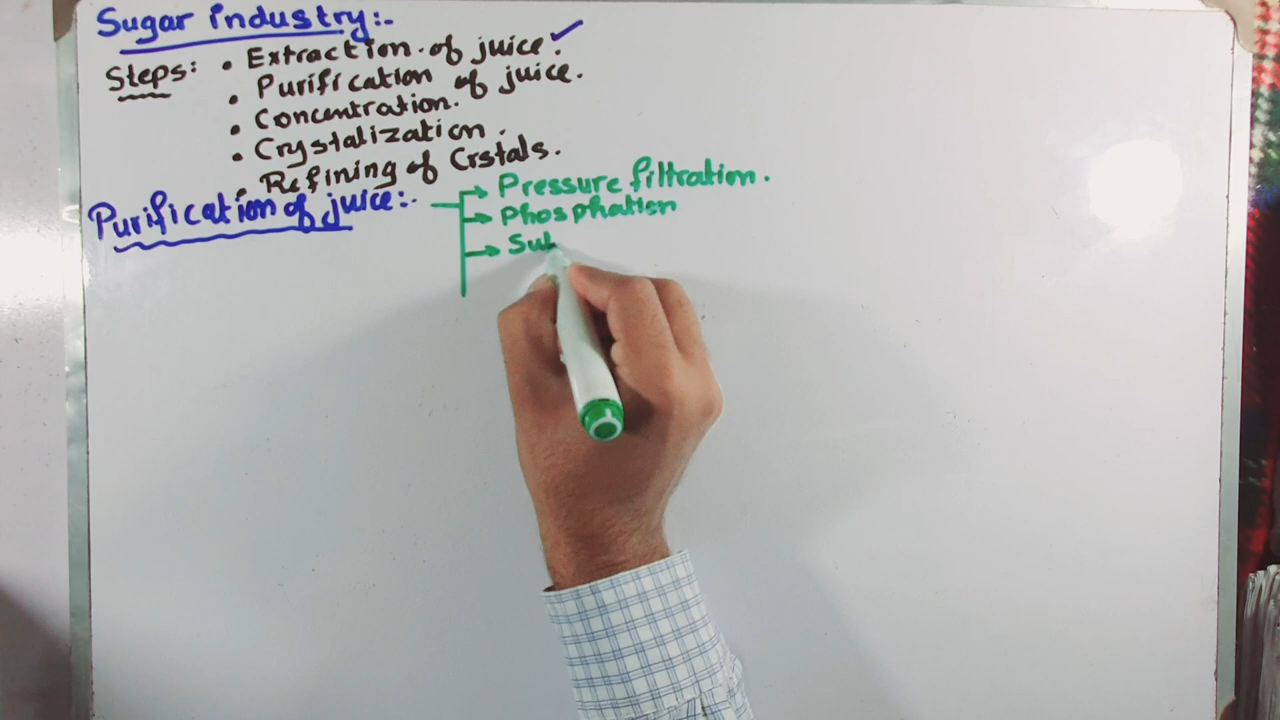 Sugar industry:-
Steps: • Extraction of juice. ✓
• Purification of juice.
• Concentration.
• Crystalization.
• Refining of Crstals.
Purification of juice:-
→ Pressure filtration.
→ Phosphation
→ Sul